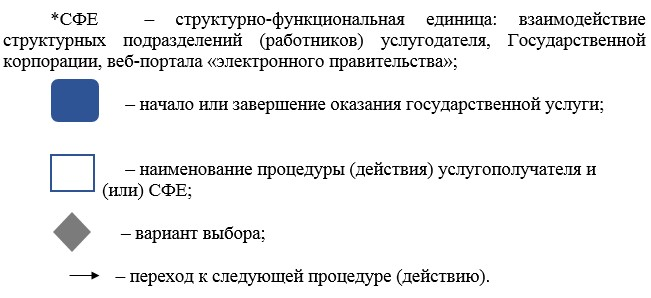 *СФЕ – структурно-функциональная единица: взаимодействие
структурных подразделений (работников) услугодателя, Государственной
корпорации, веб-портала «электронного правительства»;
– начало или завершение оказания государственной услуги;
– наименование процедуры (действия) услугополучателя и
(или) СФЕ;
– вариант выбора;
– переход к следующей процедуре (действию).